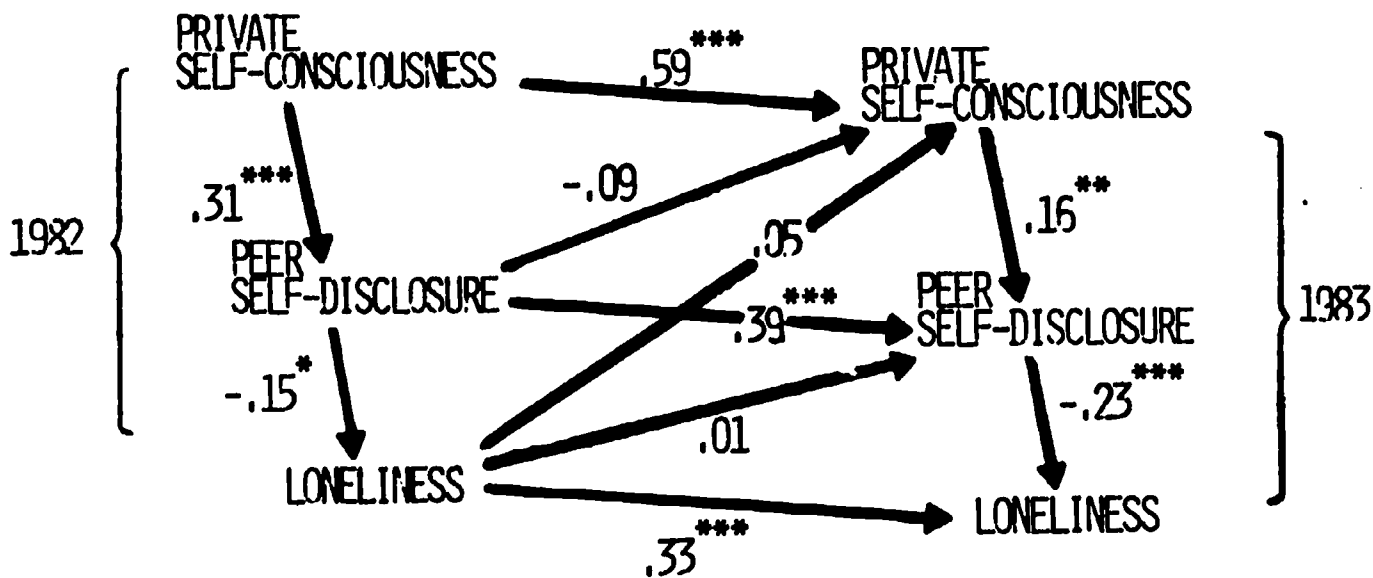 PRIVATE
SELF-CONSCIOUSNESS
.59***
PRIVATE
SELF-CONSCIOUSNESS
.31***
-.09
.16**
1982
.05
PEER
SELF-DISCLOSURE
.39***
PEER
SELF-DISCLOSURE
1983
-.15*
.01
-.23***
LONELINESS
LONELINESS
.33***